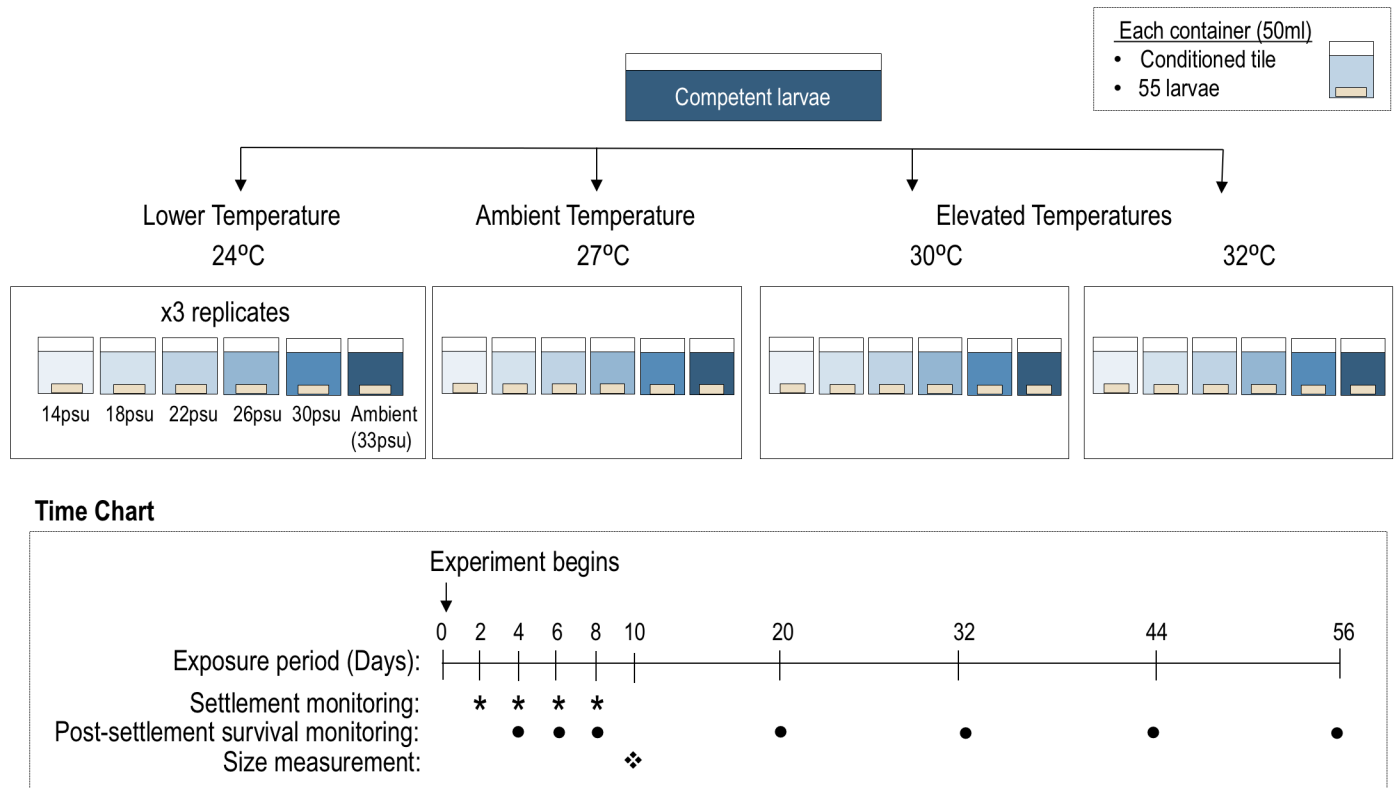 Each container (50ml)
• Conditioned tile
• 55 larvae
Competent larvae
Lower Temperature
24ºC
Ambient Temperature
27ºC
Elevated Temperatures
30ºC 32ºC
x3 replicates
14psu 18psu 22psu 26psu 30psu Ambient
(33psu)
Time Chart
Experiment begins
0 2 4 6 8 10 20 32 44 56
Exposure period (Days):
Settlement monitoring: * * * *
Post-settlement survival monitoring: ● ● ● ● ● ● ●
Size measurement: ❖